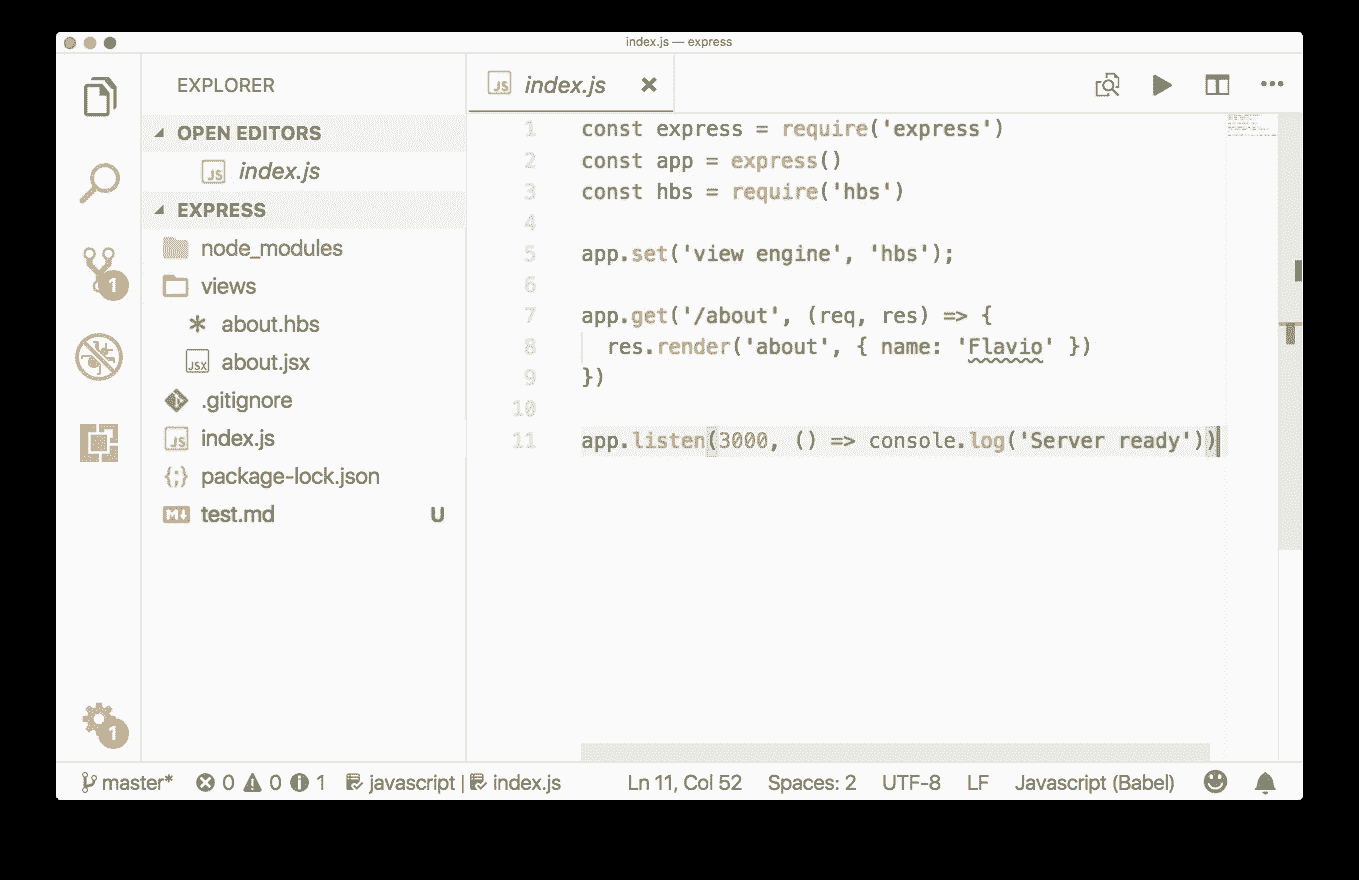 index.js — express
EXPLORER
OPEN EDITORS
JS index.js
EXPRESS
node_modules
views
about.hbs
JSX about.jsx
.gitignore
JS index.js
{;} package-lock.json
M↓ test.md U
1
1
JS index.js ×
1 const express = require('express')
2 const app = express()
3 const hbs = require('hbs')
4
5 app.set('view engine', 'hbs');
6
7 app.get('/about', (req, res) => {
8 res.render('about', { name: 'Flavio' })
9 })
10
11 app.listen(3000, () => console.log('Server ready'))
master* 0 0 1 javascript | index.js Ln 11, Col 52 Spaces: 2 UTF-8 LF Javascript (Babel)